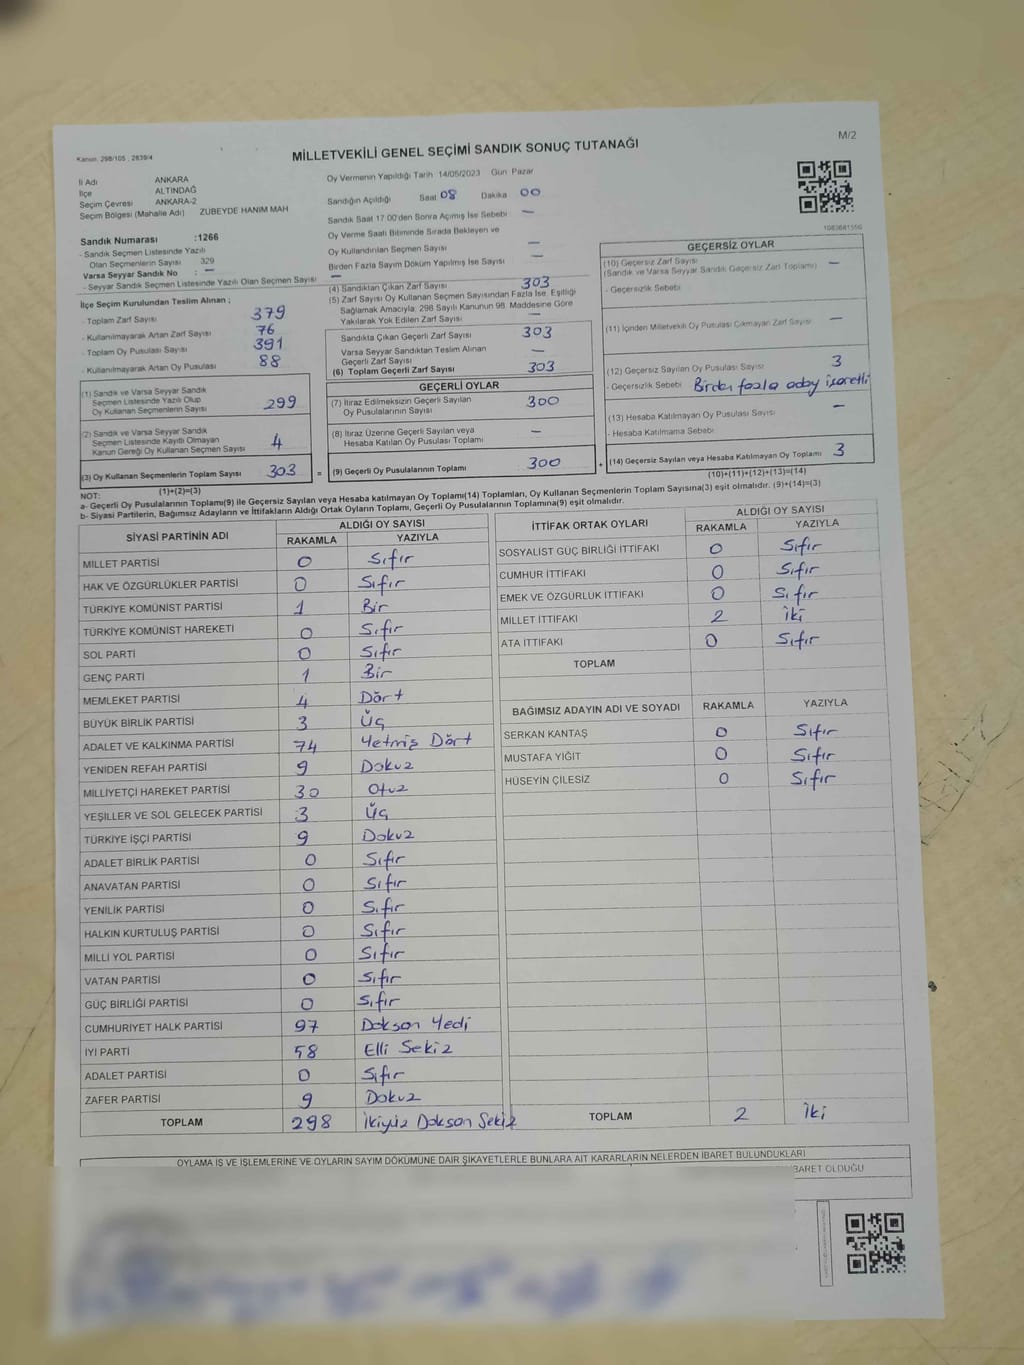 M/2
Kanun. 298/105 , 2839/4
MİLLETVEKİLİ GENEL SEÇİMİ SANDIK SONUÇ TUTANAĞI
İl Adı ANKARA
İlçe ALTINDAĞ
Seçim Çevresi ANKARA-2
Seçim Bölgesi (Mahalle Adı) ZUBEYDE HANIM MAH
Sandık Numarası :1266
- Sandık Seçmen Listesinde Yazılı
Olan Seçmenlerin Sayısı 329
Varsa Seyyar Sandık No : –
- Seyyar Sandık Seçmen Listesinde Yazılı Olan Seçmen Sayısı –
İlçe Seçim Kurulundan Teslim Alınan ;
- Toplam Zarf Sayısı 379
- Kullanılmayarak Artan Zarf Sayısı 76
- Toplam Oy Pusulası Sayısı 391
- Kullanılmayarak Artan Oy Pusulası 88
(1) Sandık ve Varsa Seyyar Sandık
Seçmen Listesinde Yazılı Olup
Oy Kullanan Seçmenlerin Sayısı 299
(2) Sandık ve Varsa Seyyar Sandık
Seçmen Listesinde Kayıtlı Olmayan
Kanun Gereği Oy Kullanan Seçmen Sayısı 4
(3) Oy Kullanan Seçmenlerin Toplam Sayısı 303 =
(1)+(2)=(3)
Oy Vermenin Yapıldığı Tarih 14/05/2023 Gün Pazar
Sandığın Açıldığı Saat 08 Dakika 00
Sandık Saat 17:00'den Sonra Açımış İse Sebebi –
Oy Verme Saati Bitiminde Sırada Bekleyen ve
Oy Kullandırılan Seçmen Sayısı –
Birden Fazla Sayım Döküm Yapılmış İse Sayısı –
(4) Sandıktan Çıkan Zarf Sayısı 303
(5) Zarf Sayısı Oy Kullanan Seçmen Sayısından Fazla İse, Eşitliği
Sağlamak Amacıyla; 298 Sayılı Kanunun 98. Maddesine Göre
Yakılarak Yok Edilen Zarf Sayısı –
Sandıkta Çıkan Geçerli Zarf Sayısı 303
Varsa Seyyar Sandıktan Teslim Alınan
Geçerli Zarf Sayısı –
(6) Toplam Geçerli Zarf Sayısı 303
GEÇERLİ OYLAR
(7) İtiraz Edilmeksizin Geçerli Sayılan
Oy Pusulalarının Sayısı 300
(8) İtiraz Üzerine Geçerli Sayılan veya
Hesaba Katılan Oy Pusulası Toplamı –
(9) Geçerli Oy Pusulalarının Toplamı 300 +
1083641550
GEÇERSİZ OYLAR
(10) Geçersiz Zarf Sayısı –
(Sandık ve Varsa Seyyar Sandık Geçersiz Zarf Toplamı)
- Geçersizlik Sebebi
(11) İçinden Milletvekili Oy Pusulası Çıkmayan Zarf Sayısı –
(12) Geçersiz Sayılan Oy Pusulası Sayısı 3
- Geçersizlik Sebebi Birden fazla aday işaretli
(13) Hesaba Katılmayan Oy Pusulası Sayısı –
- Hesaba Katılmama Sebebi
(14) Geçersiz Sayılan veya Hesaba Katılmayan Oy Toplamı 3
(10)+(11)+(12)+(13)=(14)
NOT:
a- Geçerli Oy Pusulalarının Toplamı(9) ile Geçersiz Sayılan veya Hesaba katılmayan Oy Toplamı(14) Toplamları, Oy Kullanan Seçmenlerin Toplam Sayısına(3) eşit olmalıdır. (9)+(14)=(3)
b- Siyasi Partilerin, Bağımsız Adayların ve İttifakların Aldığı Ortak Oyların Toplamı, Geçerli Oy Pusulalarının Toplamına(9) eşit olmalıdır.
SİYASİ PARTİNİN ADI ALDIĞI OY SAYISI
RAKAMLA YAZIYLA
MİLLET PARTİSİ 0 Sıfır
HAK VE ÖZGÜRLÜKLER PARTİSİ 0 Sıfır
TÜRKİYE KOMÜNİST PARTİSİ 1 Bir
TÜRKİYE KOMÜNİST HAREKETİ 0 Sıfır
SOL PARTİ 0 Sıfır
GENÇ PARTİ 1 Bir
MEMLEKET PARTİSİ 4 Dört
BÜYÜK BİRLİK PARTİSİ 3 Üç
ADALET VE KALKINMA PARTİSİ 74 Yetmiş Dört
YENİDEN REFAH PARTİSİ 9 Dokuz
MİLLİYETÇİ HAREKET PARTİSİ 30 Otuz
YEŞİLLER VE SOL GELECEK PARTİSİ 3 Üç
TÜRKİYE İŞÇİ PARTİSİ 9 Dokuz
ADALET BİRLİK PARTİSİ 0 Sıfır
ANAVATAN PARTİSİ 0 Sıfır
YENİLİK PARTİSİ 0 Sıfır
HALKIN KURTULUŞ PARTİSİ 0 Sıfır
MİLLİ YOL PARTİSİ 0 Sıfır
VATAN PARTİSİ 0 Sıfır
GÜÇ BİRLİĞİ PARTİSİ 0 Sıfır
CUMHURİYET HALK PARTİSİ 97 Doksan Yedi
İYİ PARTİ 58 Elli Sekiz
ADALET PARTİSİ 0 Sıfır
ZAFER PARTİSİ 9 Dokuz
TOPLAM 298 İkiyüz Doksan Sekiz
İTTİFAK ORTAK OYLARI ALDIĞI OY SAYISI
RAKAMLA YAZIYLA
SOSYALİST GÜÇ BİRLİĞİ İTTİFAKI 0 Sıfır
CUMHUR İTTİFAKI 0 Sıfır
EMEK VE ÖZGÜRLÜK İTTİFAKI 0 Sıfır
MİLLET İTTİFAKI 2 İki
ATA İTTİFAKI 0 Sıfır
TOPLAM
BAĞIMSIZ ADAYIN ADI VE SOYADI RAKAMLA YAZIYLA
SERKAN KANTAŞ 0 Sıfır
MUSTAFA YİĞİT 0 Sıfır
HÜSEYİN ÇİLESİZ 0 Sıfır
TOPLAM 2 İki
OYLAMA İŞ VE İŞLEMLERİNE VE OYLARIN SAYIM DÖKÜMÜNE DAİR ŞİKAYETLERLE BUNLARA AİT KARARLARIN NELERDEN İBARET BULUNDUKLARI
İBARET OLDUĞU